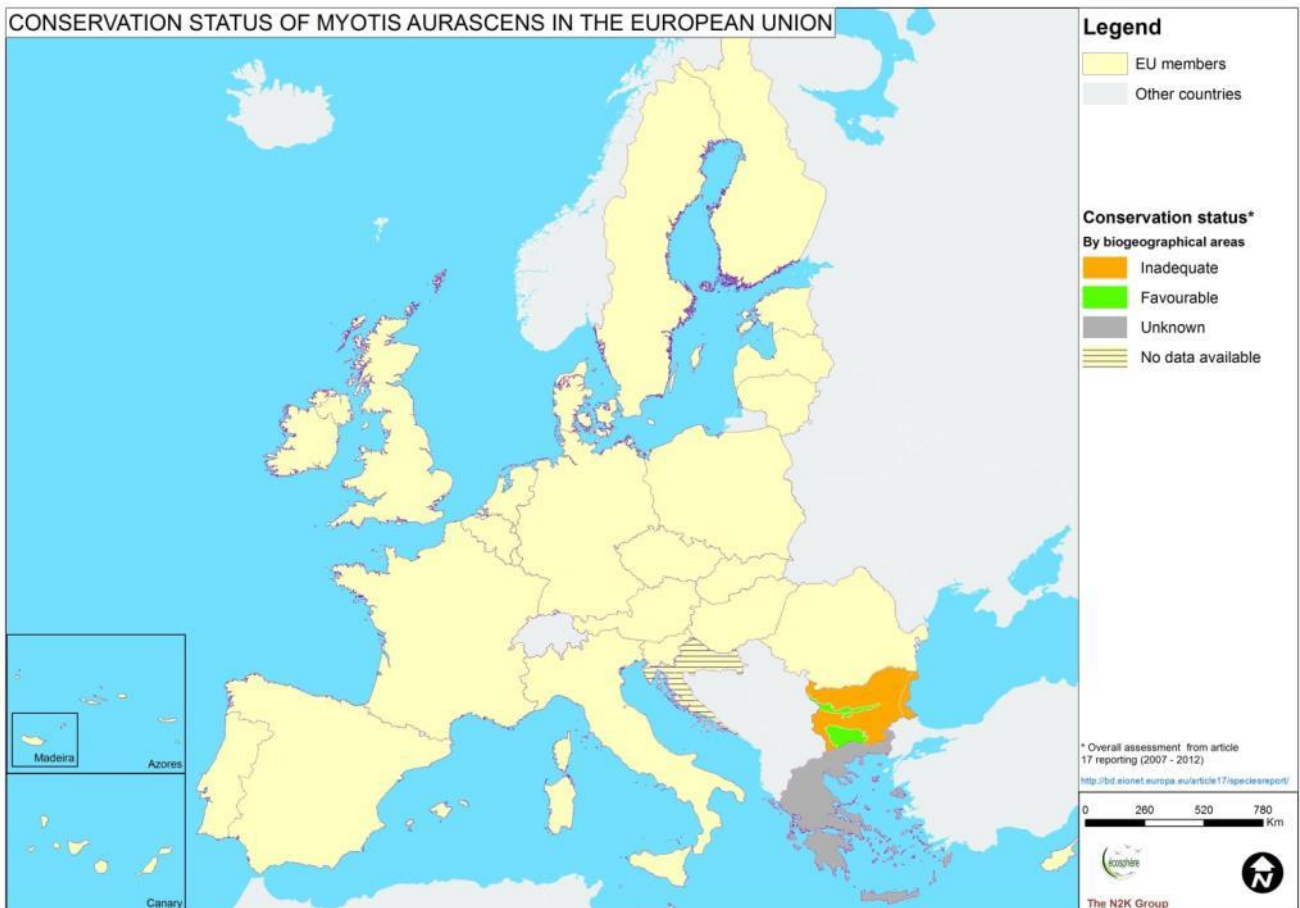 CONSERVATION STATUS OF MYOTIS AURASCENS IN THE EUROPEAN UNION
Legend
EU members
Other countries
Conservation status*
By biogeographical areas
Inadequate
Favourable
Unknown
No data available
Madeira
Azores
Canary
* Overall assessment from article
17 reporting (2007 - 2012)
http://bd.eionet.europa.eu/article17/speciesreport/
0 260 520 780
Km
écosphère
N
The N2K Group